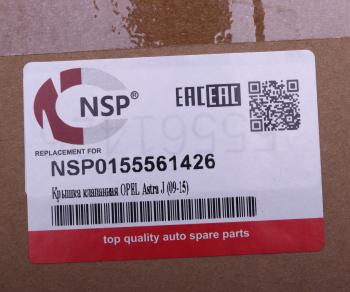 NSP®
EAC EAC
REPLACEMENT FOR
NSP0155561426
Крышка клапанная OPEL Astra J (09-15)
top quality auto spare parts